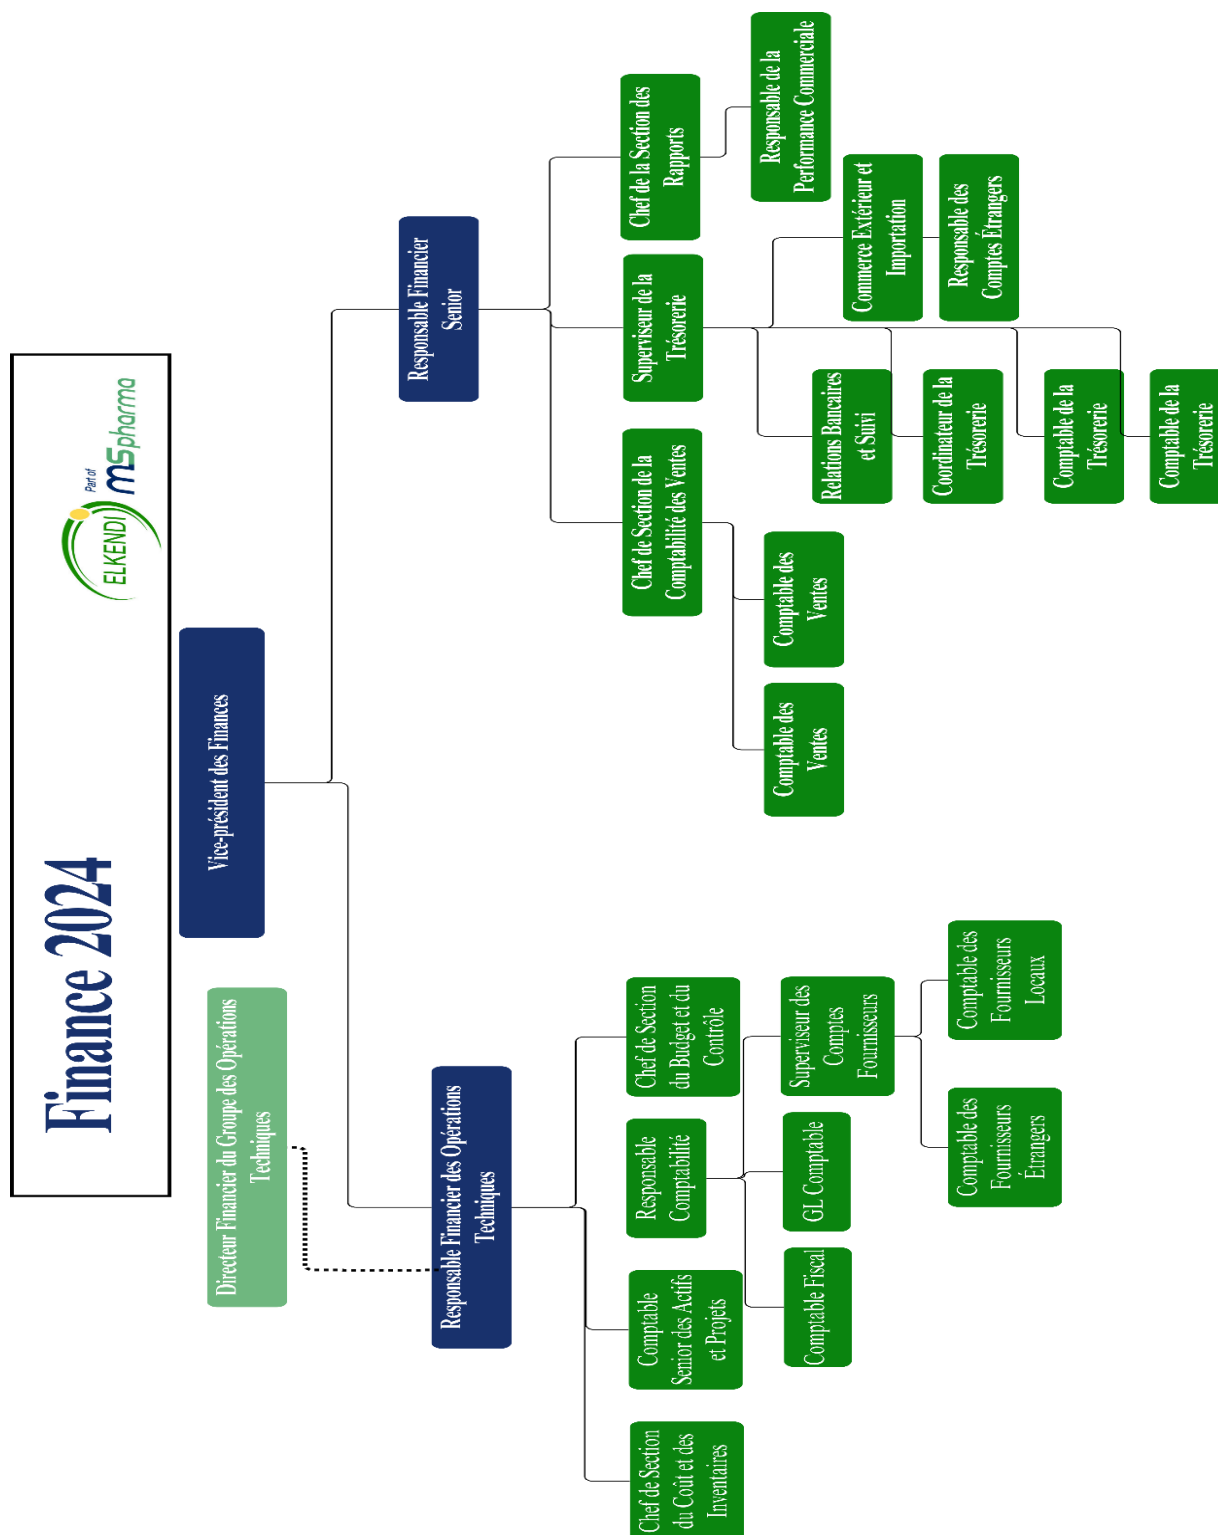 Finance 2024
ELKENDI
Part of
mspharma
Directeur Financier du Groupe des Opérations
Techniques
Vice-président des Finances
Responsable Financier des Opérations
Techniques
Responsable Financier
Senior
Chef de Section
du Coût et des
Inventaires
Comptable
Senior des Actifs
et Projets
Responsable
Comptabilité
Chef de Section
du Budget et du
Contrôle
Chef de Section de la
Comptabilité des Ventes
Superviseur de la
Trésorerie
Chef de la Section des
Rapports
Comptable Fiscal
GL Comptable
Superviseur des
Comptes
Fournisseurs
Comptable des
Ventes
Comptable des
Ventes
Responsable de la
Performance Commerciale
Relations Bancaires
et Suivi
Commerce Extérieur et
Importation
Coordinateur de la
Trésorerie
Responsable des
Comptes Étrangers
Comptable des
Fournisseurs
Étrangers
Comptable des
Fournisseurs
Locaux
Comptable de la
Trésorerie
Comptable de la
Trésorerie